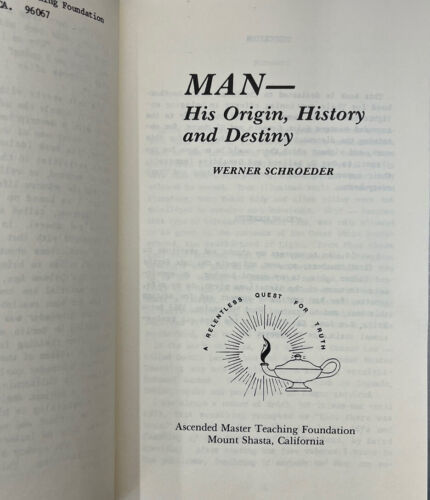 ing Foundation
CA. 96067
MAN—
His Origin, History
and Destiny
WERNER SCHROEDER
A RELENTLESS QUEST FOR TRUTH
Ascended Master Teaching Foundation
Mount Shasta, California